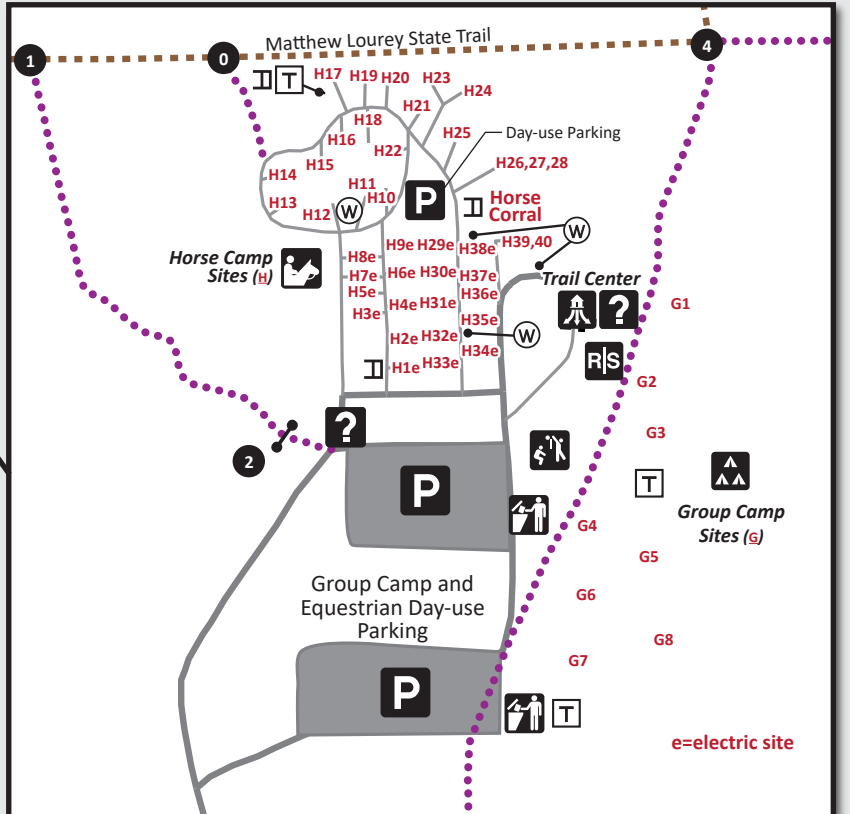 Matthew Lourey State Trail
1
0
4
T
H17
H19
H20
H23
H24
H21
H18
H16
H25
Day-use Parking
H22
H15
H26,27,28
H14
H11
H10
P
Horse
Corral
H13
H12
W
W
H9e
H29e
H38e
H39,40
Horse Camp
Sites (H)
H8e
H7e
H6e
H30e
H37e
Trail Center
H5e
H36e
H4e
H31e
?
G1
H3e
H35e
H2e
H32e
W
H34e
H1e
H33e
R|S
G2
?
G3
2
P
T
Group Camp
Sites (G)
G4
G5
Group Camp and
Equestrian Day-use
Parking
G6
G8
G7
P
T
e=electric site